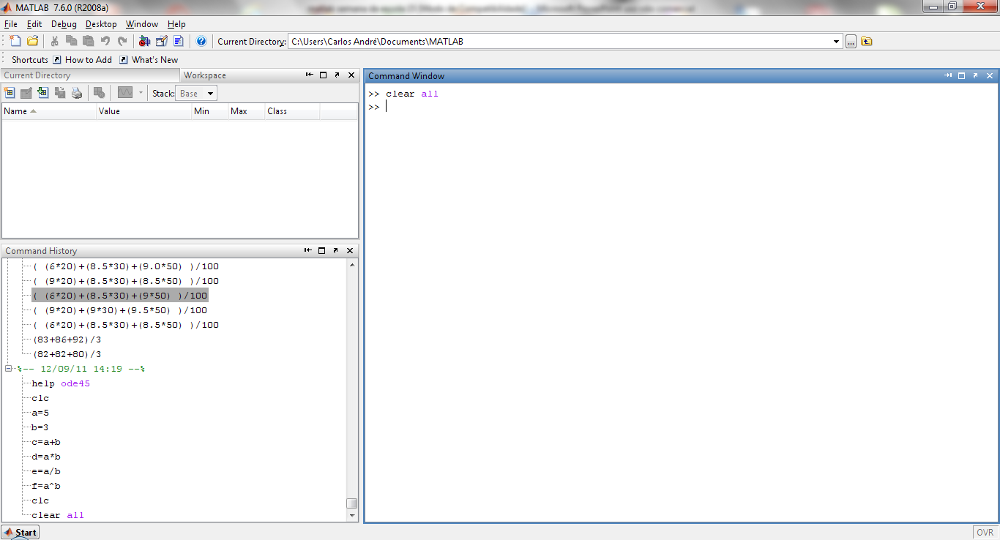 MATLAB 7.6.0 (R2008a)
File Edit Debug Desktop Window Help
Current Directory: C:\Users\Carlos André\Documents\MATLAB ...
Shortcuts How to Add What's New
Current Directory Workspace
Stack: Base
Name Value Min Max Class
Command History
( (6*20)+(8.5*30)+(9.0*50) )/100
( (9*20)+(8.5*30)+(8.5*50) )/100
( (6*20)+(8.5*30)+(9*50) )/100
( (9*20)+(9*30)+(9.5*50) )/100
( (6*20)+(8.5*30)+(8.5*50) )/100
(83+86+92)/3
(82+82+80)/3
%-- 12/09/11 14:19 --%
help ode45
clc
a=5
b=3
c=a+b
d=a*b
e=a/b
f=a^b
clc
clear all
Command Window
>> clear all
>>
Start
OVR